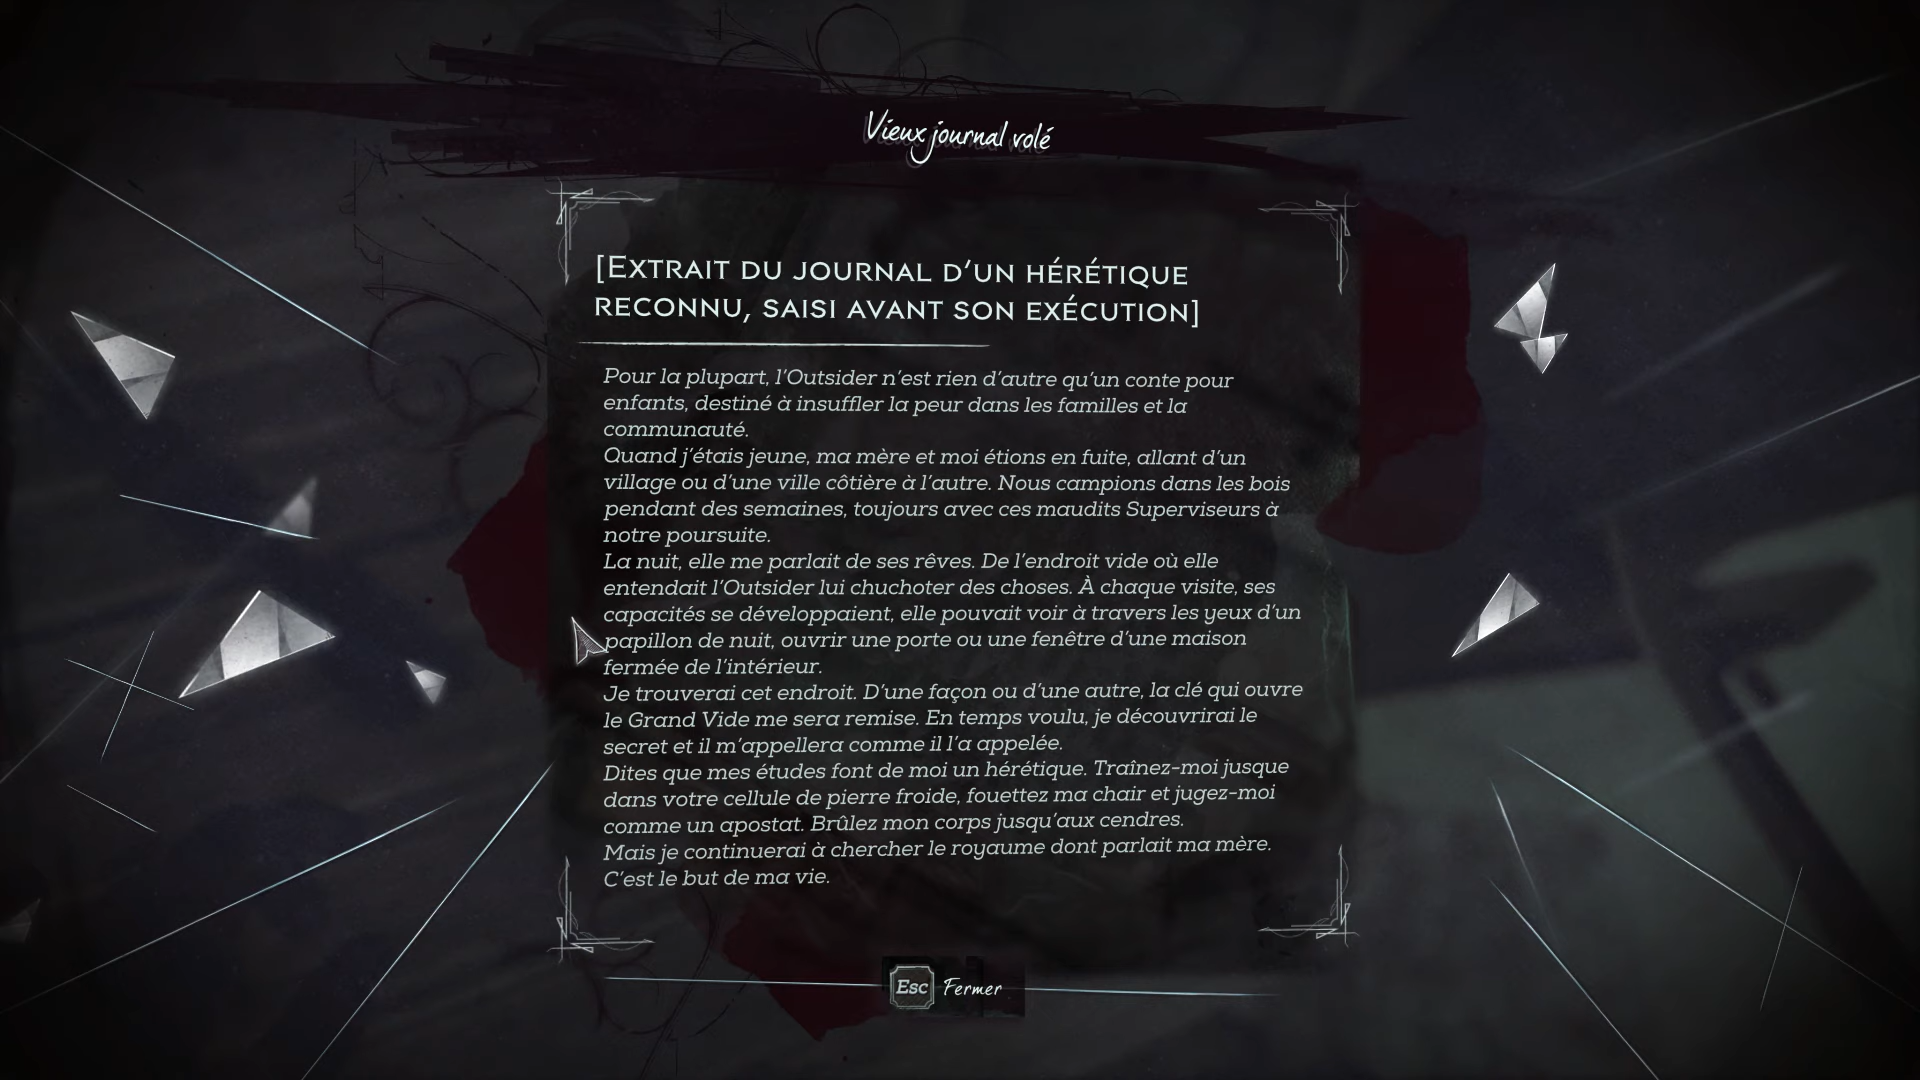 Vieux journal volé
[Extrait du journal d'un hérétique
reconnu, saisi avant son exécution]
Pour la plupart, l'Outsider n'est rien d'autre qu'un conte pour
enfants, destiné à insuffler la peur dans les familles et la
communauté.
Quand j'étais jeune, ma mère et moi étions en fuite, allant d'un
village ou d'une ville côtière à l'autre. Nous campions dans les bois
pendant des semaines, toujours avec ces maudits Superviseurs à
notre poursuite.
La nuit, elle me parlait de ses rêves. De l'endroit vide où elle
entendait l'Outsider lui chuchoter des choses. À chaque visite, ses
capacités se développaient, elle pouvait voir à travers les yeux d'un
papillon de nuit, ouvrir une porte ou une fenêtre d'une maison
fermée de l'intérieur.
Je trouverai cet endroit. D'une façon ou d'une autre, la clé qui ouvre
le Grand Vide me sera remise. En temps voulu, je découvrirai le
secret et il m'appellera comme il l'a appelée.
Dites que mes études font de moi un hérétique. Traînez-moi jusque
dans votre cellule de pierre froide, fouettez ma chair et jugez-moi
comme un apostat. Brûlez mon corps jusqu'aux cendres.
Mais je continuerai à chercher le royaume dont parlait ma mère.
C'est le but de ma vie.
Esc Fermer